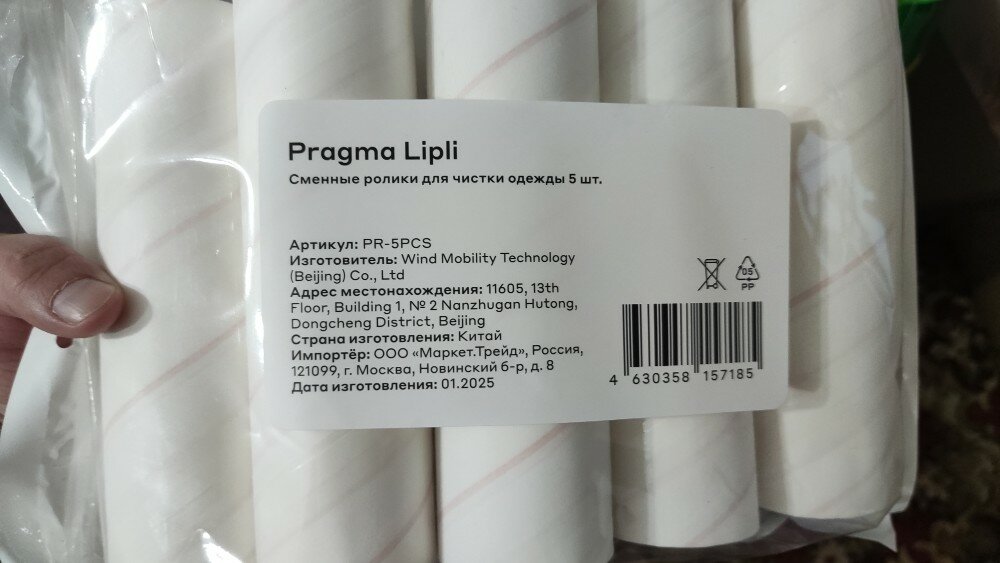 Pragma Lipli
Сменные ролики для чистки одежды 5 шт.
Артикул: PR-5PCS
Изготовитель: Wind Mobility Technology
(Beijing) Co., Ltd
Адрес местонахождения: 11605, 13th
Floor, Building 1, № 2 Nanzhugan Hutong,
Dongcheng District, Beijing
Страна изготовления: Китай
Импортёр: ООО «Маркет.Трейд», Россия,
121099, г. Москва, Новинский б-р, д. 8
Дата изготовления: 01.2025
05
PP
4 630358 157185